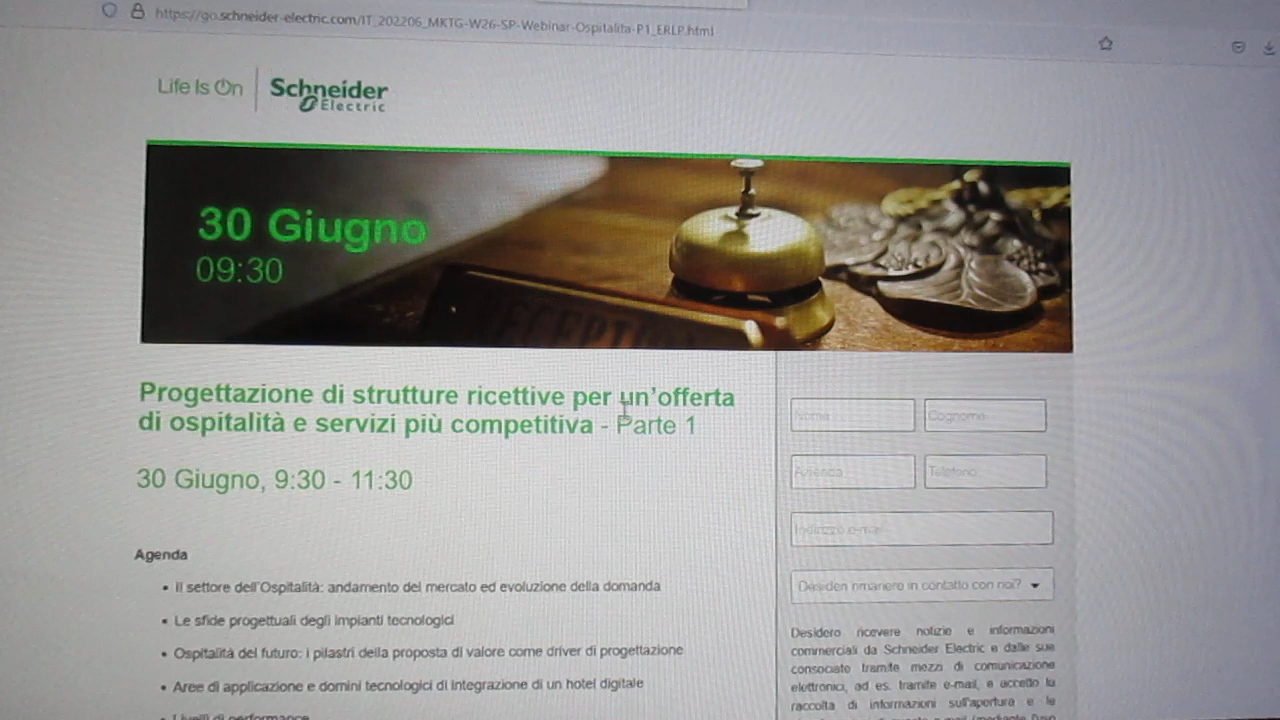 https://go.schneider-electric.com/IT_202206_MKTG-W26-SP-Webinar-Ospitalita-P1_ERLP.html
Life Is On | Schneider
Electric
30 Giugno
09:30
RECEPTION
Progettazione di strutture ricettive per un'offerta
di ospitalità e servizi più competitiva - Parte 1
30 Giugno, 9:30 - 11:30
Agenda
• Il settore dell'Ospitalità: andamento del mercato ed evoluzione della domanda
• Le sfide progettuali degli impianti tecnologici
• Ospitalità del futuro: i pilastri della proposta di valore come driver di progettazione
• Aree di applicazione e domini tecnologici di integrazione di un hotel digitale
• Livelli di performance
Nome
Cognome
Azienda
Telefono
Indirizzo e-mail
Desideri rimanere in contatto con noi?
Desidero ricevere notizie e informazioni
commerciali da Schneider Electric e dalle sue
consociate tramite mezzi di comunicazione
elettronici, ad es. tramite e-mail, e accetto la
raccolta di informazioni sull'apertura e le